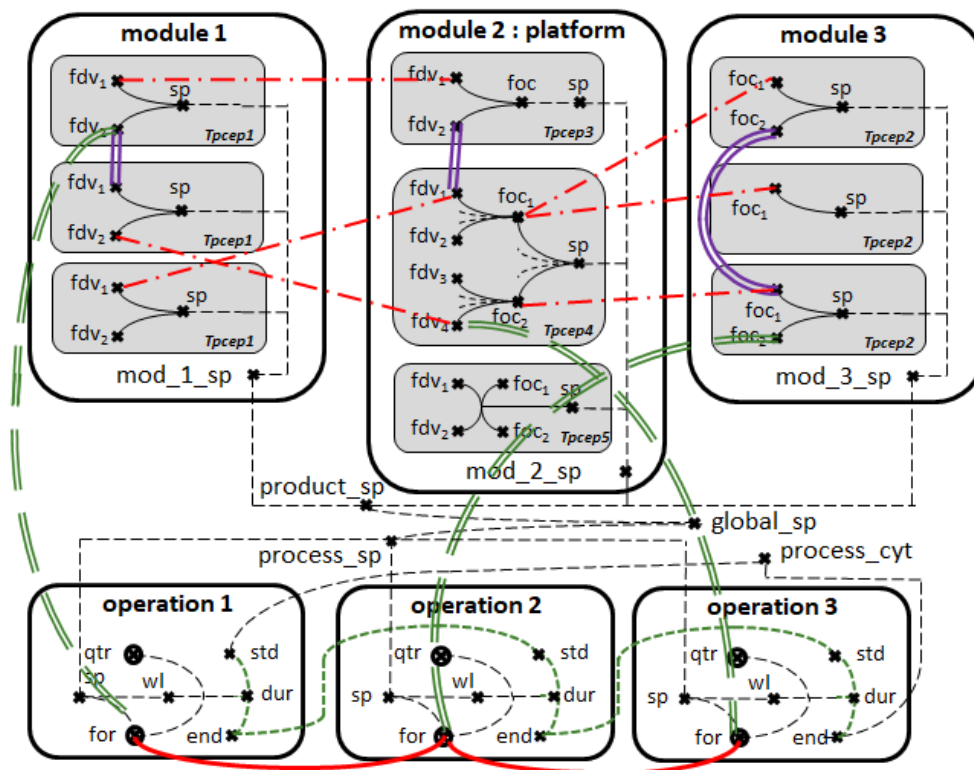 module 1
fdv1
sp
fdv2
Tpcep1
fdv1
sp
fdv2
Tpcep1
fdv1
sp
fdv2
Tpcep1
mod_1_sp
module 2 : platform
fdv1
foc
sp
fdv2
Tpcep3
fdv1
foc1
fdv2
sp
fdv3
fdv4
foc2
Tpcep4
fdv1
foc1
sp
fdv2
foc2
Tpcep5
mod_2_sp
module 3
foc1
sp
foc2
Tpcep2
foc1
sp
Tpcep2
foc1
sp
foc2
Tpcep2
mod_3_sp
product_sp
global_sp
process_sp
process_cyt
operation 1
qtr
std
sp
wl
dur
for
end
operation 2
qtr
std
sp
wl
dur
for
end
operation 3
qtr
std
sp
wl
dur
for
end